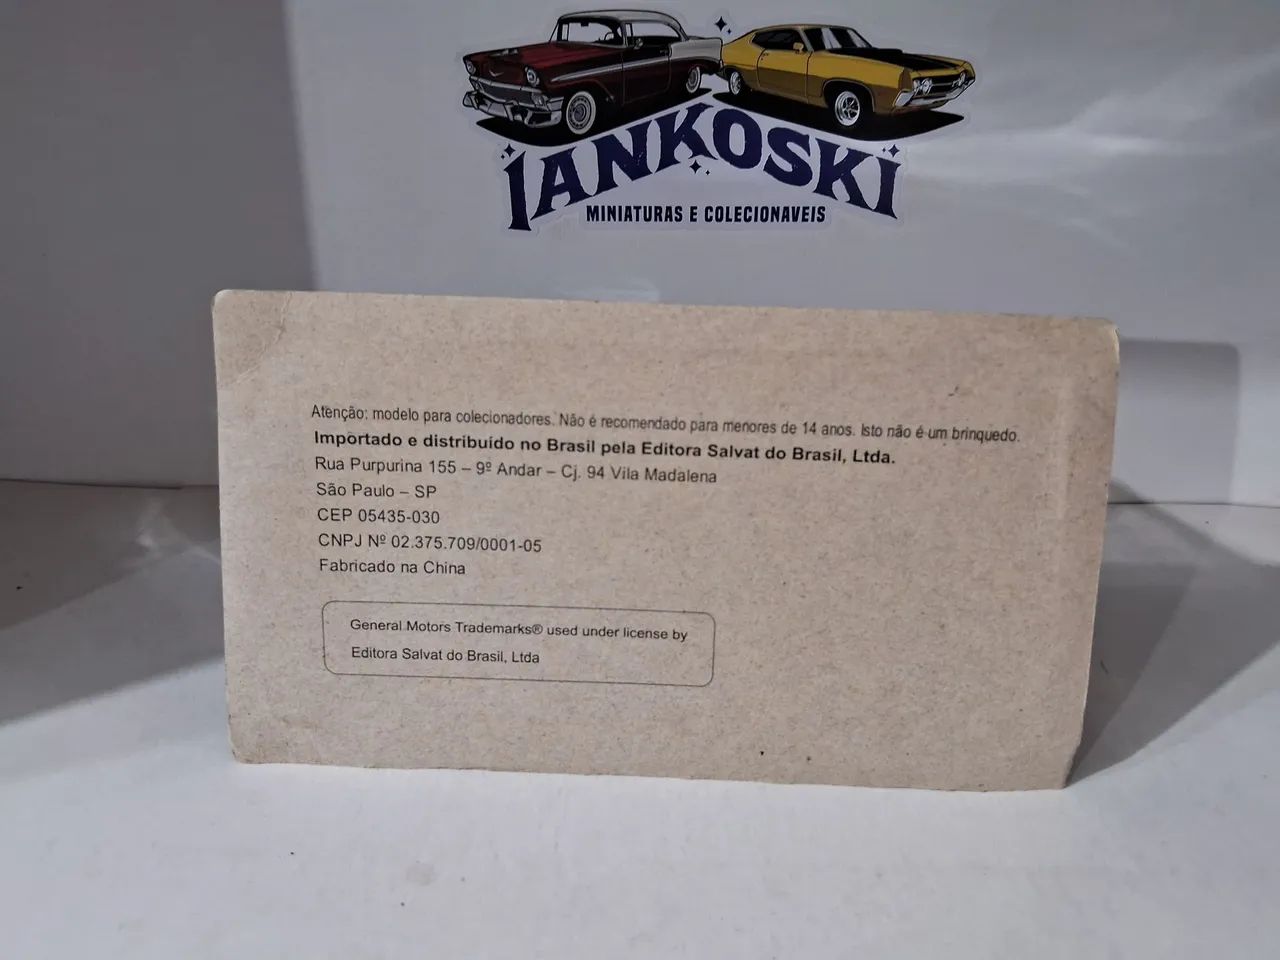 JANKOSKI
MINIATURAS E COLECIONAVEIS
Atenção: modelo para colecionadores. Não é recomendado para menores de 14 anos. Isto não é um brinquedo.
Importado e distribuído no Brasil pela Editora Salvat do Brasil, Ltda.
Rua Purpurina 155 – 9º Andar – Cj. 94 Vila Madalena
São Paulo – SP
CEP 05435-030
CNPJ Nº 02.375.709/0001-05
Fabricado na China
General Motors Trademarks® used under license by
Editora Salvat do Brasil, Ltda